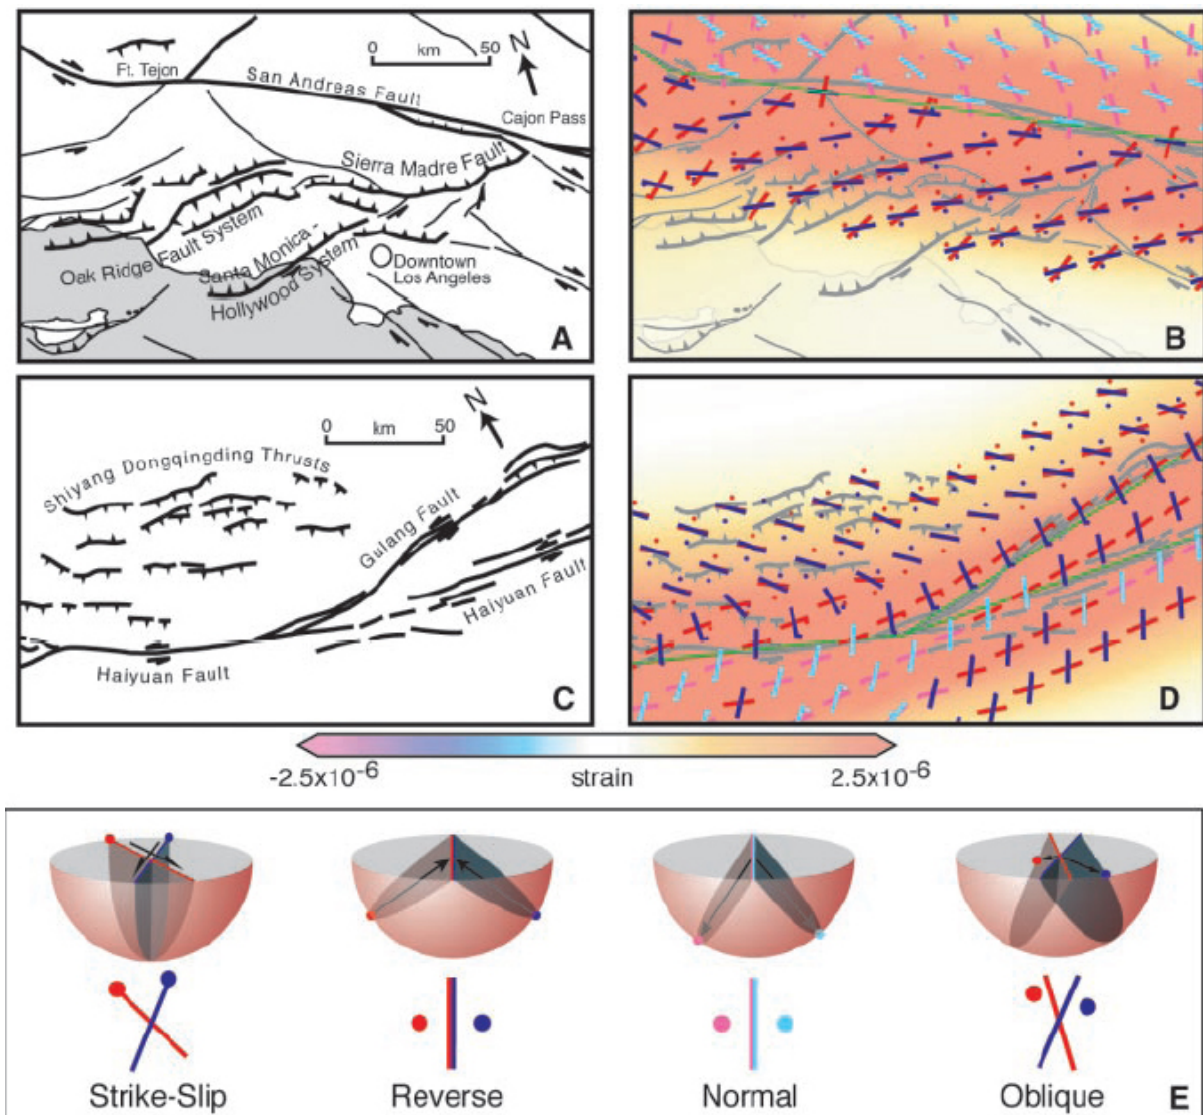 Ft. Tejon
0 km 50
N
San Andreas Fault
Cajon Pass
Sierra Madre Fault
Oak Ridge Fault System
Santa Monica -
Hollywood System
Downtown
Los Angeles
A
B
N
0 km 50
Shiyang Dongqingding Thrusts
Gulang Fault
Haiyuan Fault
Haiyuan Fault
C
D
-2.5x10-6 strain 2.5x10-6
Strike-Slip Reverse Normal Oblique E